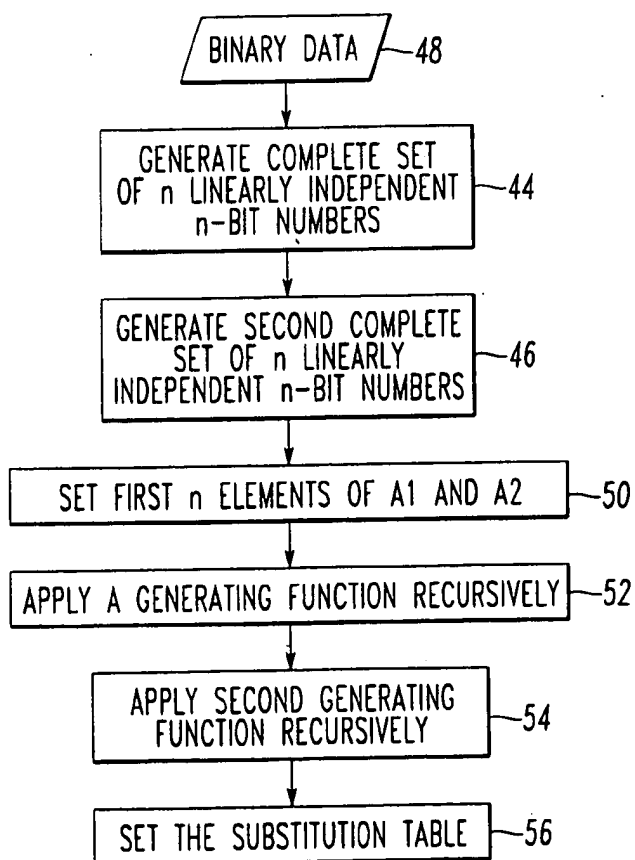 BINARY DATA
48
GENERATE COMPLETE SET
OF n LINEARLY INDEPENDENT
n-BIT NUMBERS
44
GENERATE SECOND COMPLETE
SET OF n LINEARLY
INDEPENDENT n-BIT NUMBERS
46
SET FIRST n ELEMENTS OF A1 AND A2
50
APPLY A GENERATING FUNCTION RECURSIVELY
52
APPLY SECOND GENERATING
FUNCTION RECURSIVELY
54
SET THE SUBSTITUTION TABLE
56